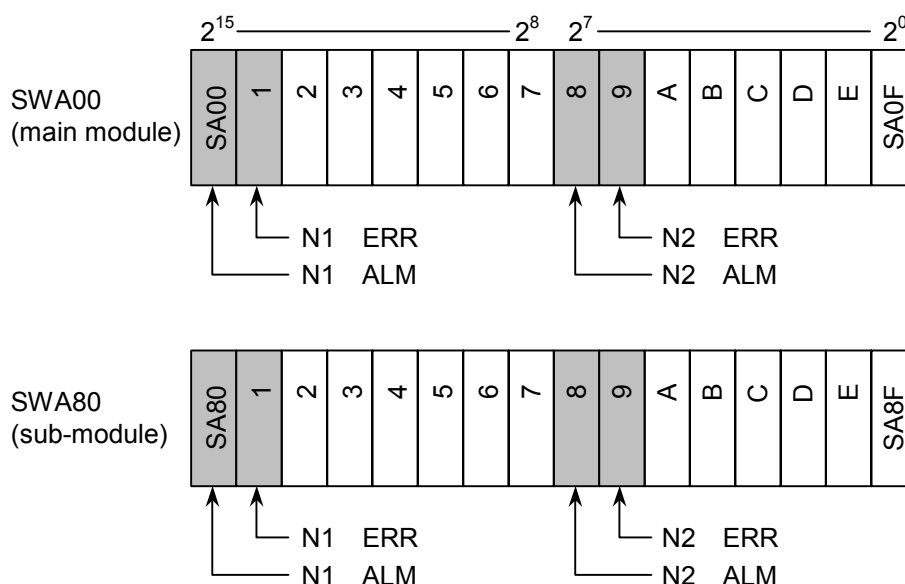 2¹⁵ 2⁸ 2⁷ 2⁰
SWA00
(main module)
SA00 1 2 3 4 5 6 7 8 9 A B C D E SA0F
N1 ERR N2 ERR
N1 ALM N2 ALM
SWA80
(sub-module)
SA80 1 2 3 4 5 6 7 8 9 A B C D E SA8F
N1 ERR N2 ERR
N1 ALM N2 ALM